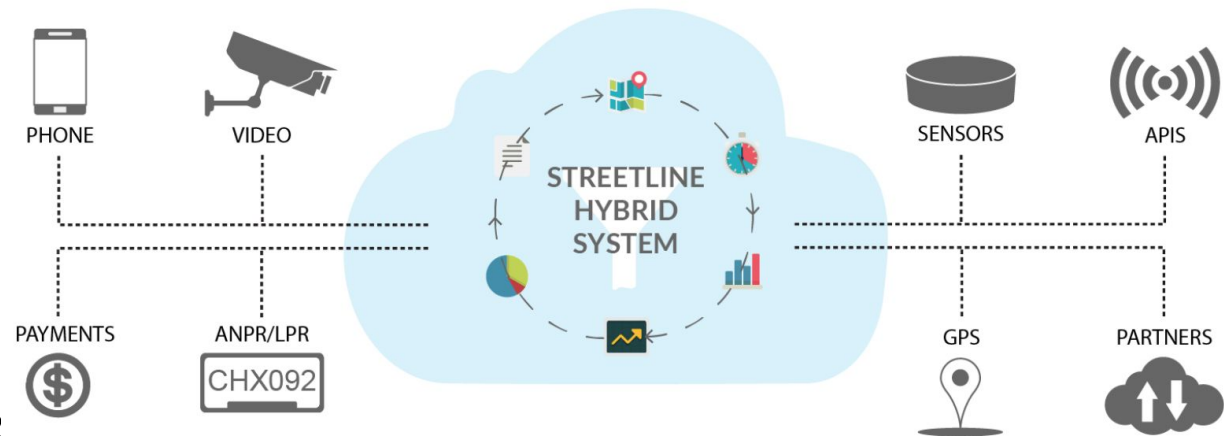 PHONE
VIDEO
SENSORS
APIS
STREETLINE
HYBRID
SYSTEM
PAYMENTS
ANPR/LPR
GPS
PARTNERS
$
CHX092